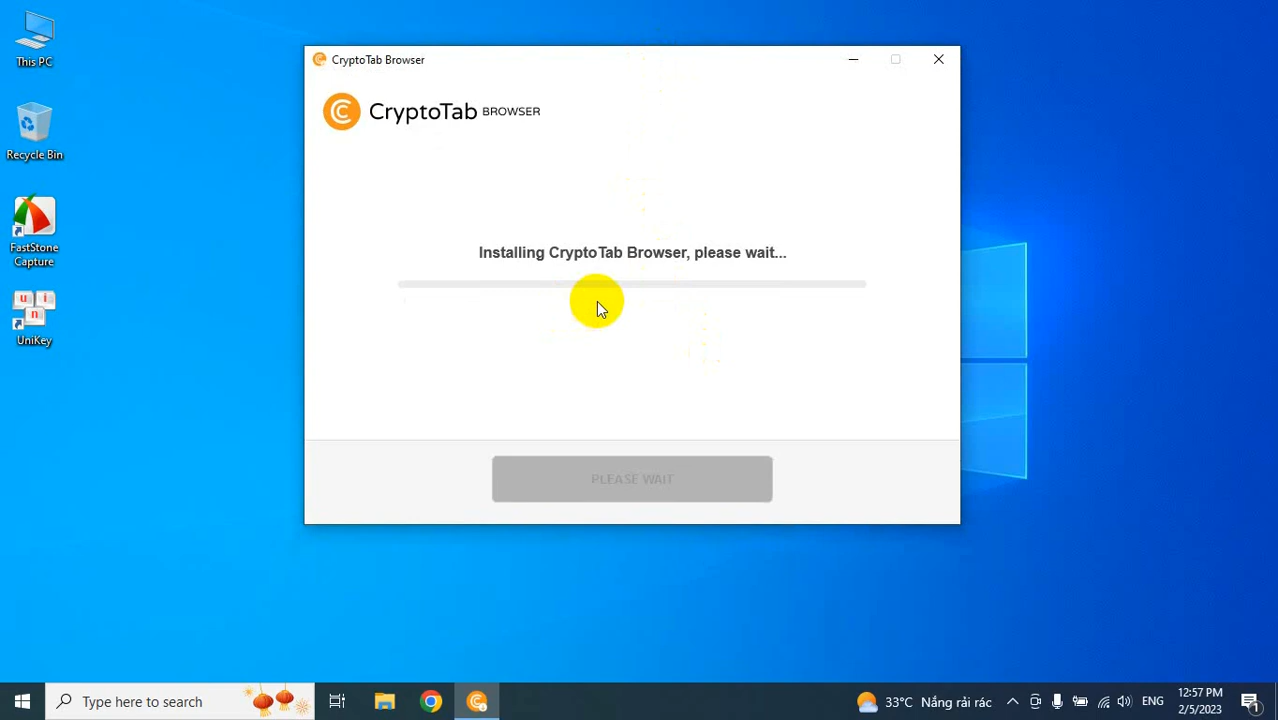 This PC
Recycle Bin
FastStone
Capture
u i
n
UniKey
CryptoTab Browser
C CryptoTab BROWSER
Installing CryptoTab Browser, please wait...
PLEASE WAIT
Type here to search
33°C Nắng rải rác
ENG
12:57 PM
2/5/2023
1